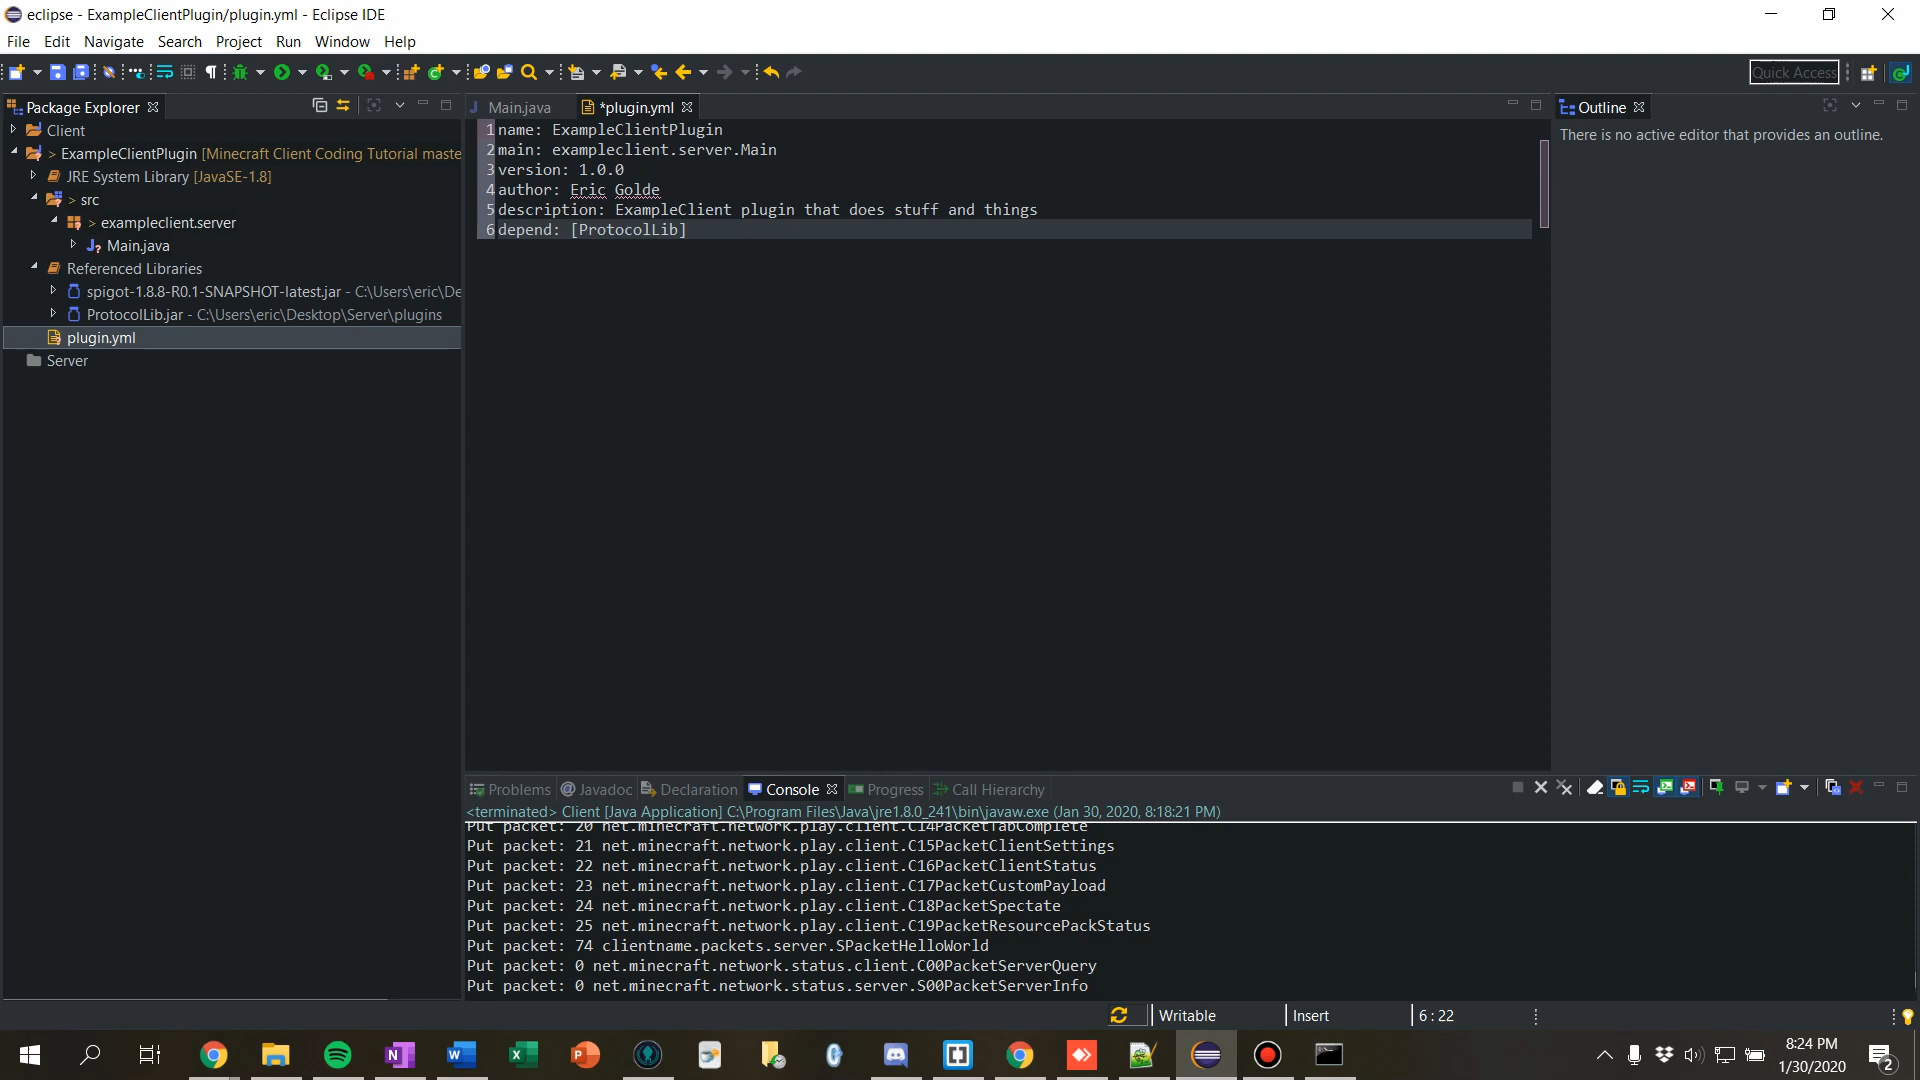 eclipse - ExampleClientPlugin/plugin.yml - Eclipse IDE
File Edit Navigate Search Project Run Window Help
Quick Access
Package Explorer
Main.java
*plugin.yml
Outline
Client
> ExampleClientPlugin [Minecraft Client Coding Tutorial maste
JRE System Library [JavaSE-1.8]
> src
> exampleclient.server
Main.java
Referenced Libraries
spigot-1.8.8-R0.1-SNAPSHOT-latest.jar - C:\Users\eric\De
ProtocolLib.jar - C:\Users\eric\Desktop\Server\plugins
plugin.yml
Server
1 name: ExampleClientPlugin
2 main: exampleclient.server.Main
3 version: 1.0.0
4 author: Eric Golde
5 description: ExampleClient plugin that does stuff and things
6 depend: [ProtocolLib]
There is no active editor that provides an outline.
Problems @ Javadoc Declaration Console Progress Call Hierarchy
<terminated> Client [Java Application] C:\Program Files\Java\jre1.8.0_241\bin\javaw.exe (Jan 30, 2020, 8:18:21 PM)
Put packet: 20 net.minecraft.network.play.client.C14PacketTabComplete
Put packet: 21 net.minecraft.network.play.client.C15PacketClientSettings
Put packet: 22 net.minecraft.network.play.client.C16PacketClientStatus
Put packet: 23 net.minecraft.network.play.client.C17PacketCustomPayload
Put packet: 24 net.minecraft.network.play.client.C18PacketSpectate
Put packet: 25 net.minecraft.network.play.client.C19PacketResourcePackStatus
Put packet: 74 clientname.packets.server.SPacketHelloWorld
Put packet: 0 net.minecraft.network.status.client.C00PacketServerQuery
Put packet: 0 net.minecraft.network.status.server.S00PacketServerInfo
Writable Insert 6 : 22
8:24 PM
1/30/2020
2